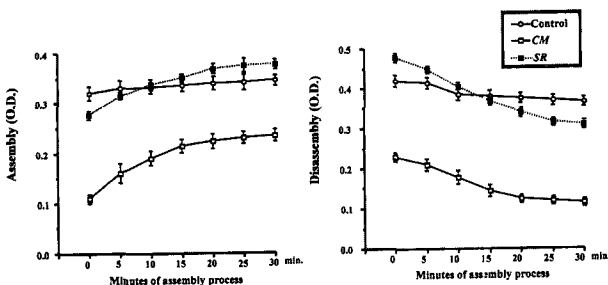 Control
CM
SR
0.4
0.3
0.2
0.1
0.0
Assembly (O.D.)
0 5 10 15 20 25 30 min.
Minutes of assembly process
0.5
0.4
0.3
0.2
0.1
0.0
Disassembly (O.D.)
0 5 10 15 20 25 30 min.
Minutes of assembly process